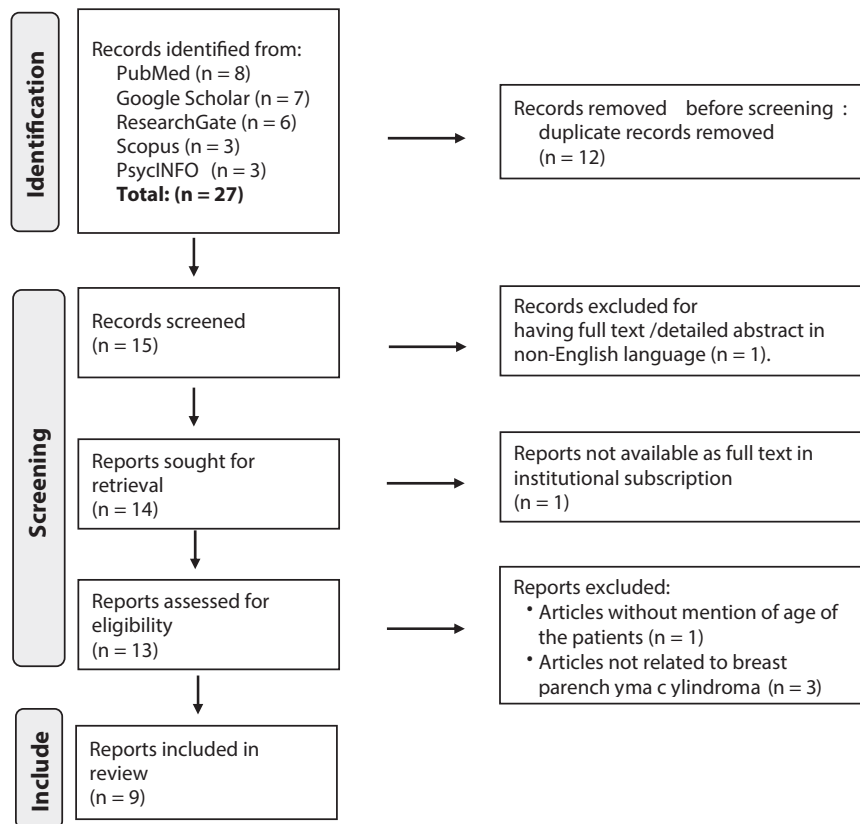 Identification
Records identified from:
PubMed (n = 8)
Google Scholar (n = 7)
ResearchGate (n = 6)
Scopus (n = 3)
PsycINFO (n = 3)
Total: (n = 27)
Records removed before screening :
duplicate records removed
(n = 12)
Screening
Records screened
(n = 15)
Records excluded for
having full text /detailed abstract in
non-English language (n = 1).
Reports sought for
retrieval
(n = 14)
Reports not available as full text in
institutional subscription
(n = 1)
Reports assessed for
eligibility
(n = 13)
Reports excluded:
• Articles without mention of age of
the patients (n = 1)
• Articles not related to breast
parench yma c ylindroma (n = 3)
Include
Reports included in
review
(n = 9)